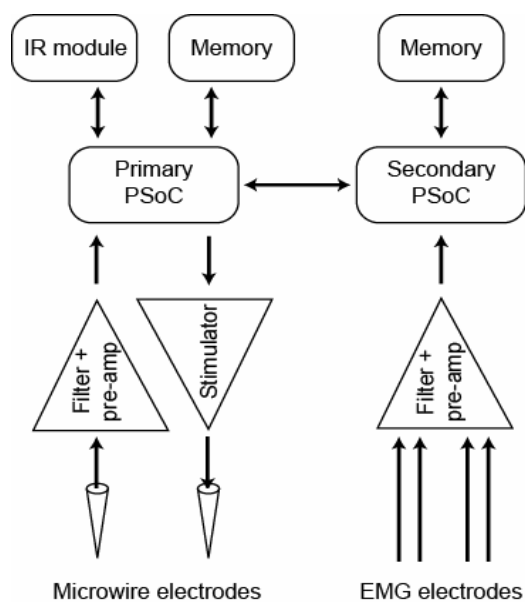 IR module
Memory
Memory
Primary
PSoC
Secondary
PSoC
Filter +
pre-amp
Stimulator
Filter +
pre-amp
Microwire electrodes
EMG electrodes